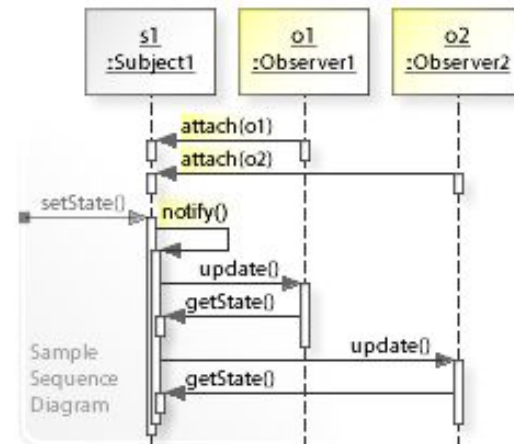 s1
:Subject1
o1
:Observer1
o2
:Observer2
attach(o1)
attach(o2)
setState()
notify()
update()
getState()
update()
getState()
Sample
Sequence
Diagram